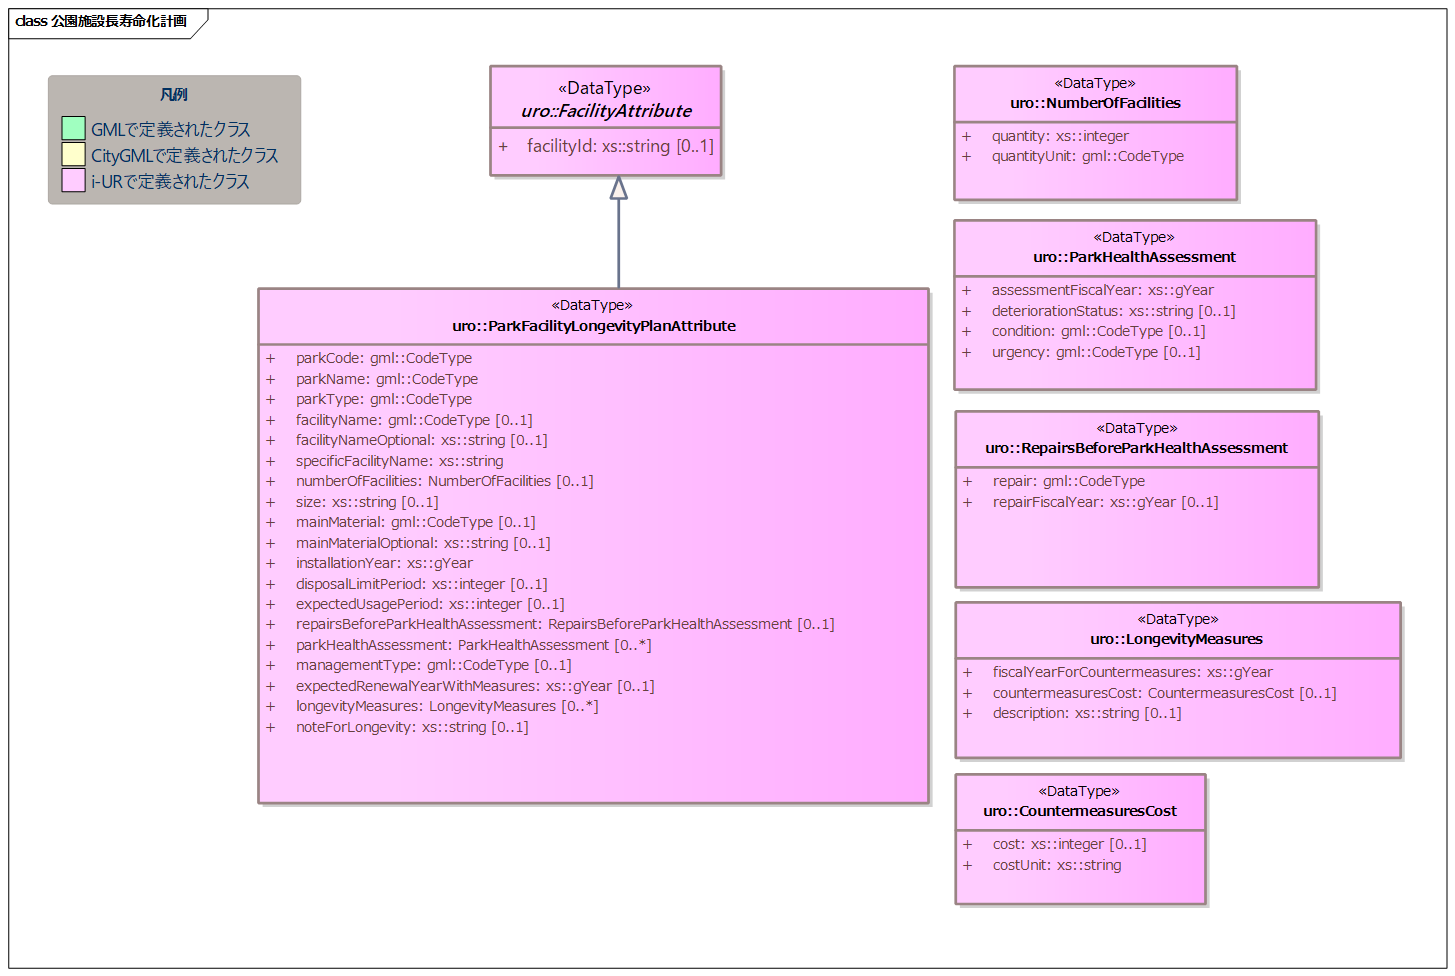 class 公園施設長寿命化計画
凡例
GMLで定義されたクラス
CityGMLで定義されたクラス
i-URで定義されたクラス
«DataType»
uro::FacilityAttribute
+ facilityId: xs::string [0..1]
«DataType»
uro::ParkFacilityLongevityPlanAttribute
+ parkCode: gml::CodeType
+ parkName: gml::CodeType
+ parkType: gml::CodeType
+ facilityName: gml::CodeType [0..1]
+ facilityNameOptional: xs::string [0..1]
+ specificFacilityName: xs::string
+ numberOfFacilities: NumberOfFacilities [0..1]
+ size: xs::string [0..1]
+ mainMaterial: gml::CodeType [0..1]
+ mainMaterialOptional: xs::string [0..1]
+ installationYear: xs::gYear
+ disposalLimitPeriod: xs::integer [0..1]
+ expectedUsagePeriod: xs::integer [0..1]
+ repairsBeforeParkHealthAssessment: RepairsBeforeParkHealthAssessment [0..1]
+ parkHealthAssessment: ParkHealthAssessment [0..*]
+ managementType: gml::CodeType [0..1]
+ expectedRenewalYearWithMeasures: xs::gYear [0..1]
+ longevityMeasures: LongevityMeasures [0..*]
+ noteForLongevity: xs::string [0..1]
«DataType»
uro::NumberOfFacilities
+ quantity: xs::integer
+ quantityUnit: gml::CodeType
«DataType»
uro::ParkHealthAssessment
+ assessmentFiscalYear: xs::gYear
+ deteriorationStatus: xs::string [0..1]
+ condition: gml::CodeType [0..1]
+ urgency: gml::CodeType [0..1]
«DataType»
uro::RepairsBeforeParkHealthAssessment
+ repair: gml::CodeType
+ repairFiscalYear: xs::gYear [0..1]
«DataType»
uro::LongevityMeasures
+ fiscalYearForCountermeasures: xs::gYear
+ countermeasuresCost: CountermeasuresCost [0..1]
+ description: xs::string [0..1]
«DataType»
uro::CountermeasuresCost
+ cost: xs::integer [0..1]
+ costUnit: xs::string